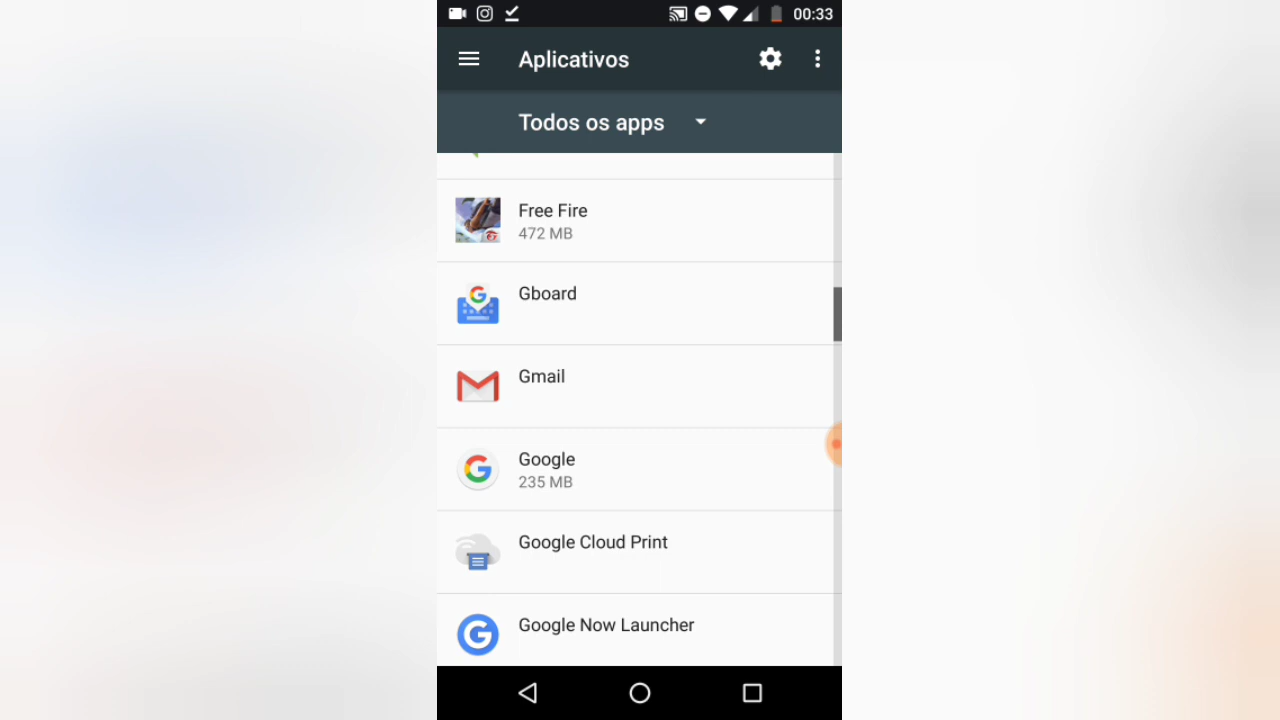 00:33
Aplicativos
Todos os apps
Free Fire
472 MB
Gboard
Gmail
Google
235 MB
Google Cloud Print
Google Now Launcher